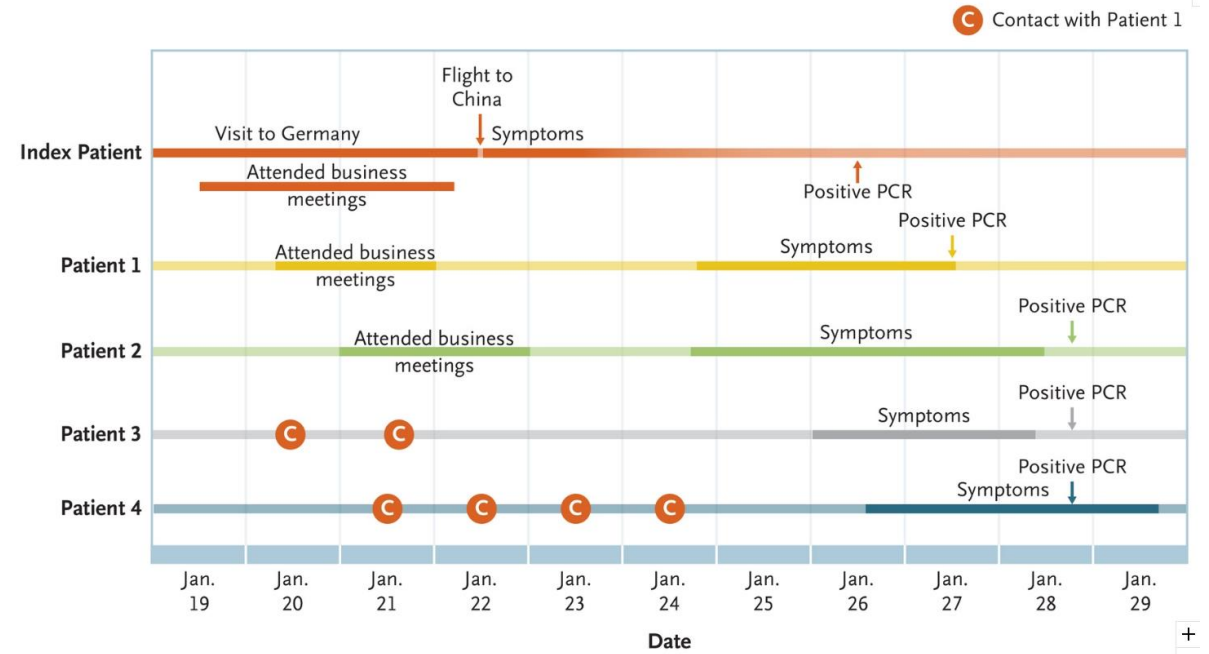 C Contact with Patient 1
Flight to
China
Visit to Germany
Symptoms
Index Patient
Attended business
meetings
Positive PCR
Positive PCR
Attended business
meetings
Symptoms
Patient 1
Positive PCR
Attended business
meetings
Symptoms
Patient 2
Positive PCR
Symptoms
Patient 3 C C
Positive PCR
Symptoms
Patient 4 C C C C
Jan. Jan. Jan. Jan. Jan. Jan. Jan. Jan. Jan. Jan. Jan.
19 20 21 22 23 24 25 26 27 28 29
Date
+